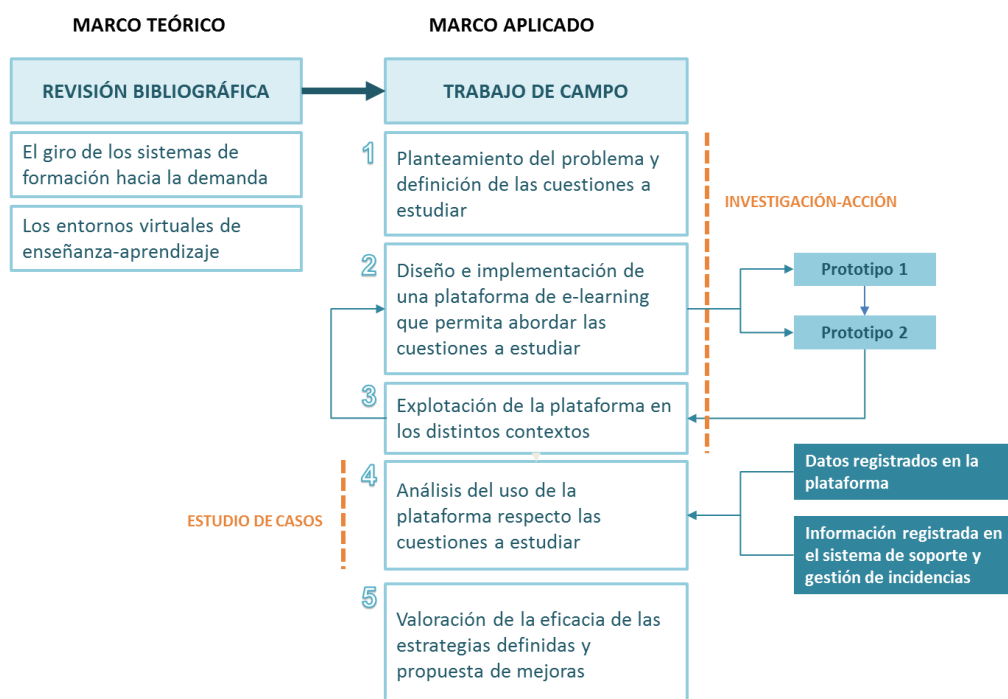 MARCO TEÓRICO
MARCO APLICADO
REVISIÓN BIBLIOGRÁFICA
TRABAJO DE CAMPO
El giro de los sistemas de
formación hacia la demanda
Los entornos virtuales de
enseñanza-aprendizaje
1
Planteamiento del problema y
definición de las cuestiones a
estudiar
INVESTIGACIÓN-ACCIÓN
2
Diseño e implementación de
una plataforma de e-learning
que permita abordar las
cuestiones a estudiar
Prototipo 1
Prototipo 2
3
Explotación de la plataforma en
los distintos contextos
4
Análisis del uso de la
plataforma respecto las
cuestiones a estudiar
ESTUDIO DE CASOS
Datos registrados en la
plataforma
Información registrada en
el sistema de soporte y
gestión de incidencias
5
Valoración de la eficacia de las
estrategias definidas y
propuesta de mejoras